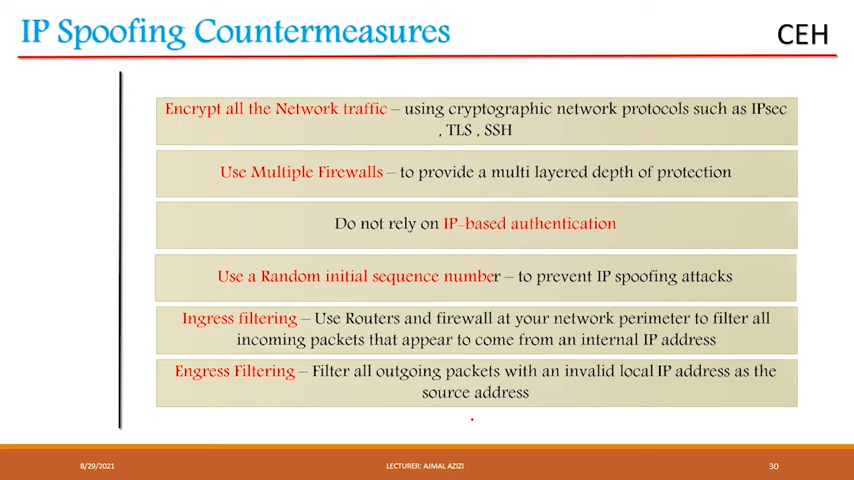 IP Spoofing Countermeasures
CEH
Encrypt all the Network traffic – using cryptographic network protocols such as IPsec
, TLS , SSH
Use Multiple Firewalls – to provide a multi layered depth of protection
Do not rely on IP-based authentication
Use a Random initial sequence number – to prevent IP spoofing attacks
Ingress filtering – Use Routers and firewall at your network perimeter to filter all
incoming packets that appear to come from an internal IP address
Engress Filtering – Filter all outgoing packets with an invalid local IP address as the
source address
8/29/2021
LECTURER: AJMAL AZIZI
30